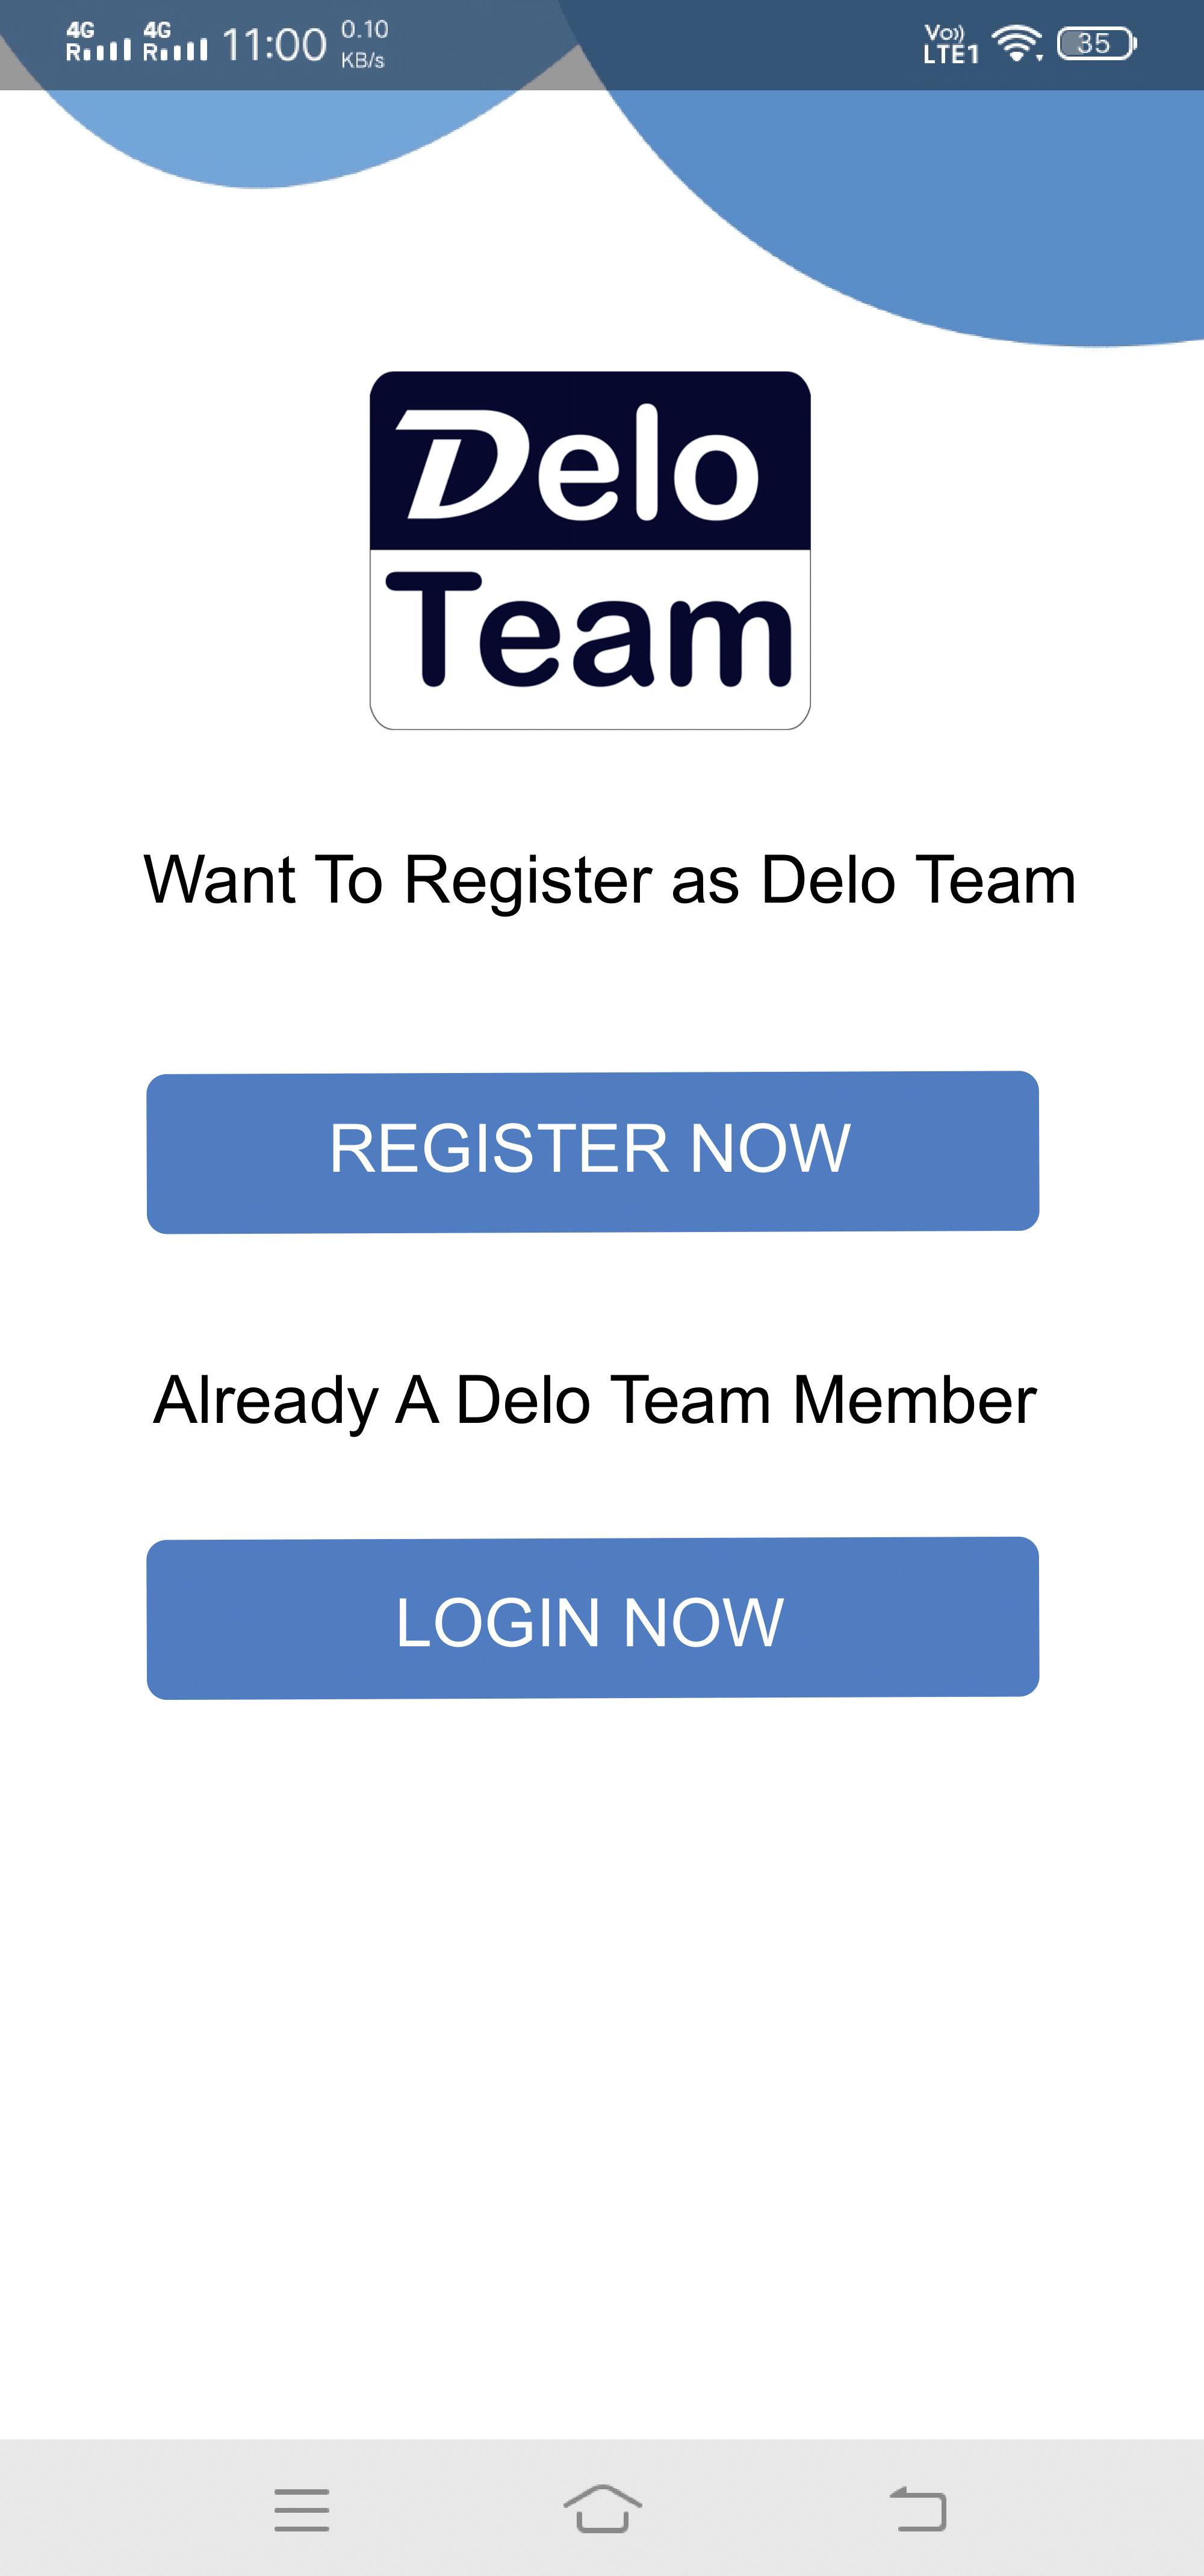 4G R 4G R 11:00 0.10 KB/s Vo)) LTE1 35
Delo
Team
Want To Register as Delo Team
REGISTER NOW
Already A Delo Team Member
LOGIN NOW